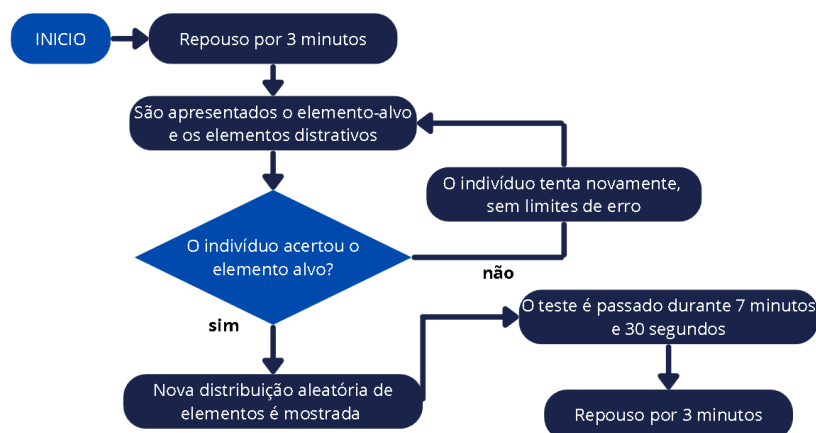 INICIO
Repouso por 3 minutos
São apresentados o elemento-alvo
e os elementos distrativos
O indivíduo tenta novamente,
sem limites de erro
O indivíduo acertou o
elemento alvo?
não
sim
O teste é passado durante 7 minutos
e 30 segundos
Nova distribuição aleatória de
elementos é mostrada
Repouso por 3 minutos